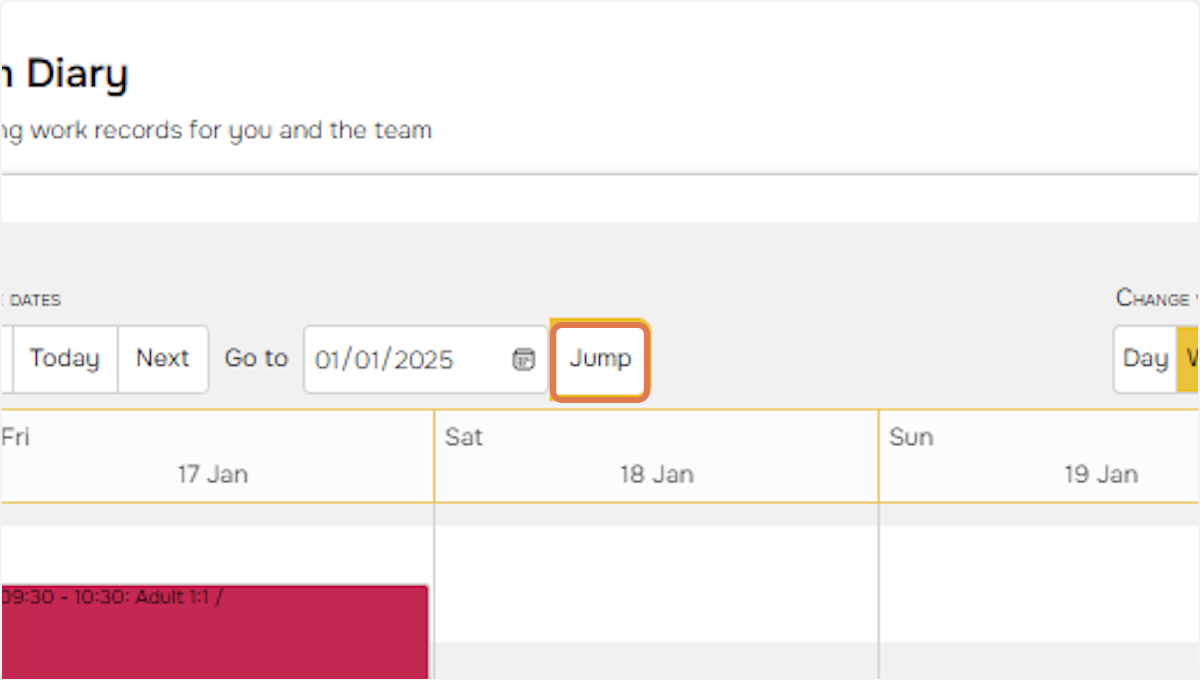 n Diary
ng work records for you and the team
DATES
CHANGE
Today Next Go to 01/01/2025 Jump Day
Fri Sat Sun
17 Jan 18 Jan 19 Jan
09:30 - 10:30: Adult 1:1 /